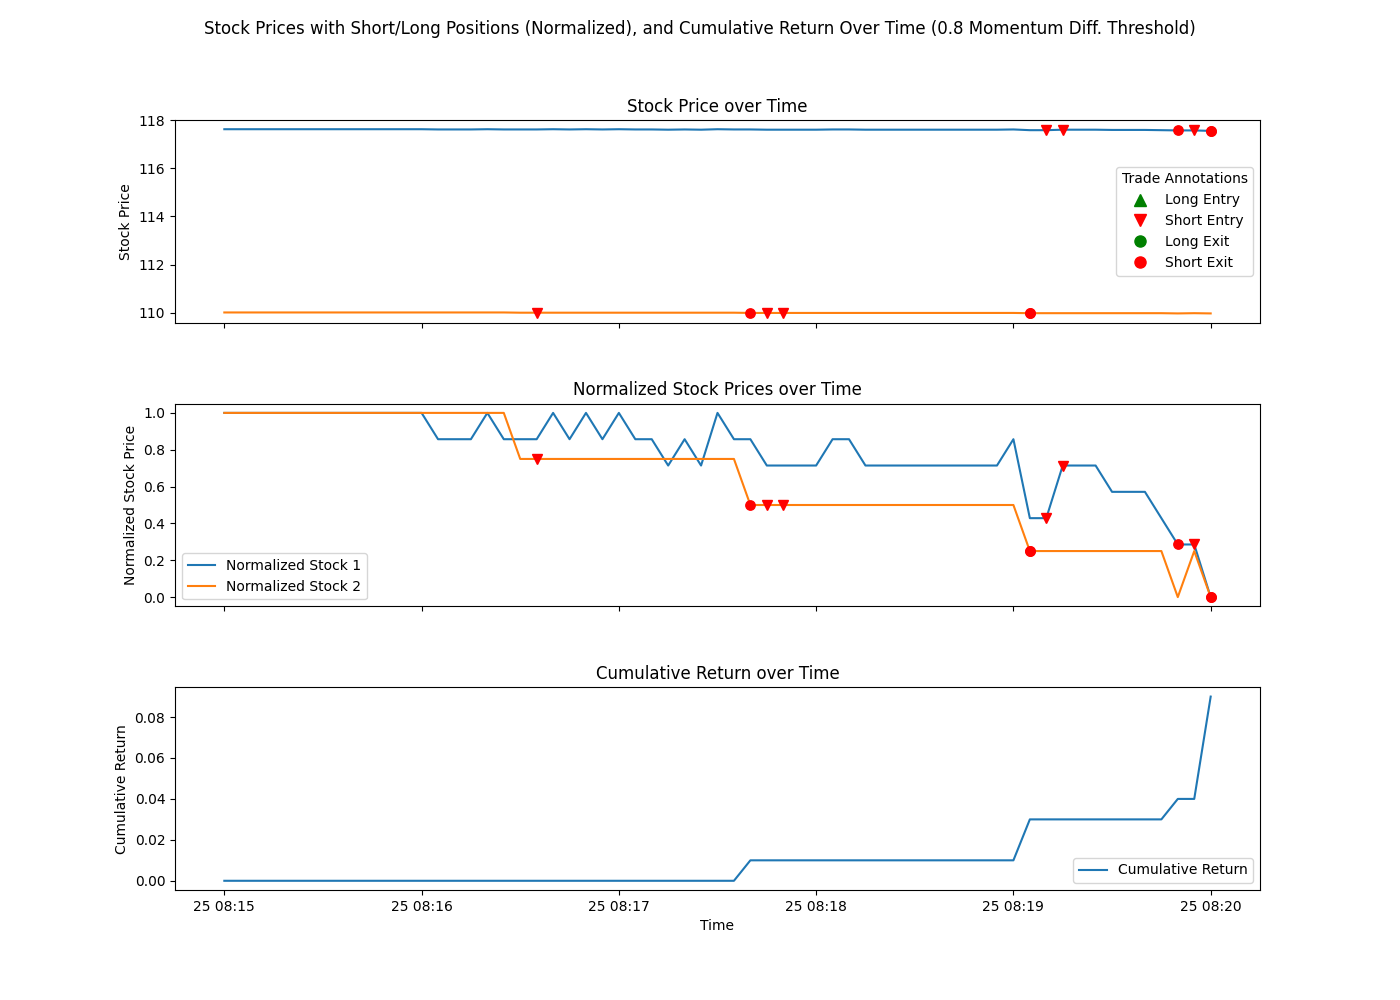 Stock Prices with Short/Long Positions (Normalized), and Cumulative Return Over Time (0.8 Momentum Diff. Threshold)
Stock Price over Time
Stock Price
118
116
114
112
110
Trade Annotations
Long Entry
Short Entry
Long Exit
Short Exit
Normalized Stock Prices over Time
Normalized Stock Price
1.0
0.8
0.6
0.4
0.2
0.0
Normalized Stock 1
Normalized Stock 2
Cumulative Return over Time
Cumulative Return
0.08
0.06
0.04
0.02
0.00
Cumulative Return
25 08:15
25 08:16
25 08:17
25 08:18
25 08:19
25 08:20
Time